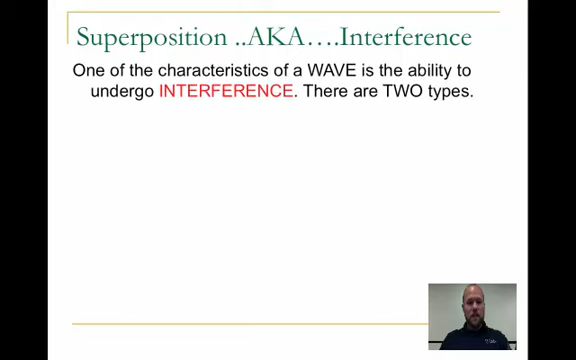 Superposition ..AKA….Interference
One of the characteristics of a WAVE is the ability to
undergo INTERFERENCE. There are TWO types.